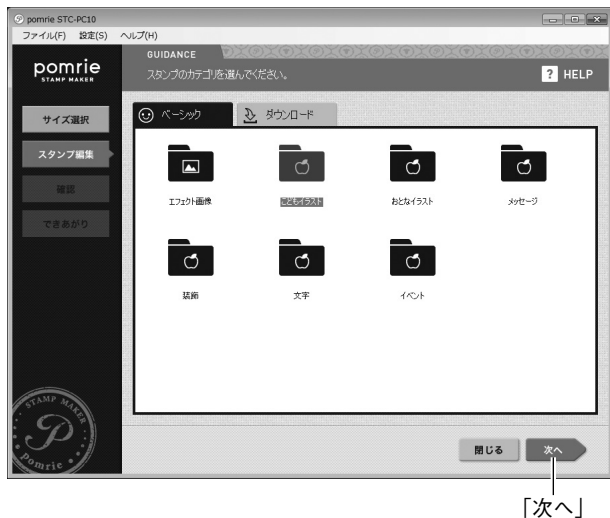 pomrie STC-PC10
ファイル(F) 設定(S) ヘルプ(H)
pomrie
STAMP MAKER
GUIDANCE
スタンプのカテゴリを選んでください。
? HELP
サイズ選択
スタンプ編集
確認
できあがり
ベーシック
ダウンロード
エフェクト画像
こどもイラスト
おとなイラスト
メッセージ
装飾
文字
イベント
STAMP MAKER
P
Pomrie
閉じる
次へ
「次へ」